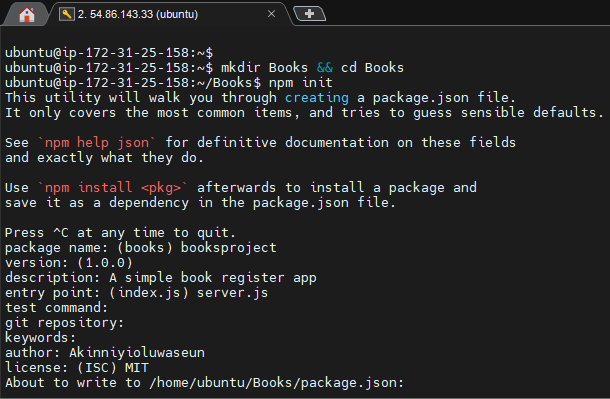 2. 54.86.143.33 (ubuntu)
ubuntu@ip-172-31-25-158:~$
ubuntu@ip-172-31-25-158:~$ mkdir Books && cd Books
ubuntu@ip-172-31-25-158:~/Books$ npm init
This utility will walk you through creating a package.json file.
It only covers the most common items, and tries to guess sensible defaults.
See `npm help json` for definitive documentation on these fields
and exactly what they do.
Use `npm install <pkg>` afterwards to install a package and
save it as a dependency in the package.json file.
Press ^C at any time to quit.
package name: (books) booksproject
version: (1.0.0)
description: A simple book register app
entry point: (index.js) server.js
test command:
git repository:
keywords:
author: Akinniyioluwaseun
license: (ISC) MIT
About to write to /home/ubuntu/Books/package.json: